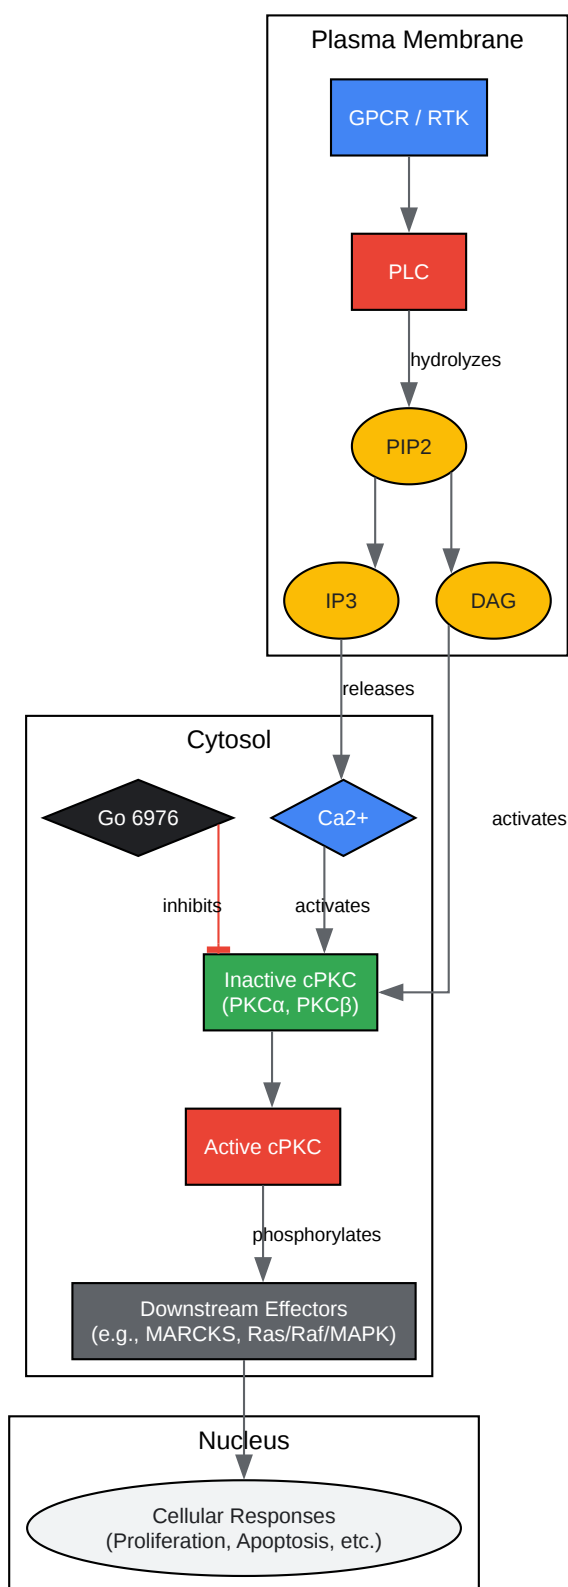 Plasma Membrane
GPCR / RTK
PLC
hydrolyzes
PIP2
IP3
DAG
releases
Cytosol
Go 6976
Ca2+
activates
inhibits
activates
Inactive cPKC
(PKCα, PKCβ)
Active cPKC
phosphorylates
Downstream Effectors
(e.g., MARCKS, Ras/Raf/MAPK)
Nucleus
Cellular Responses
(Proliferation, Apoptosis, etc.)